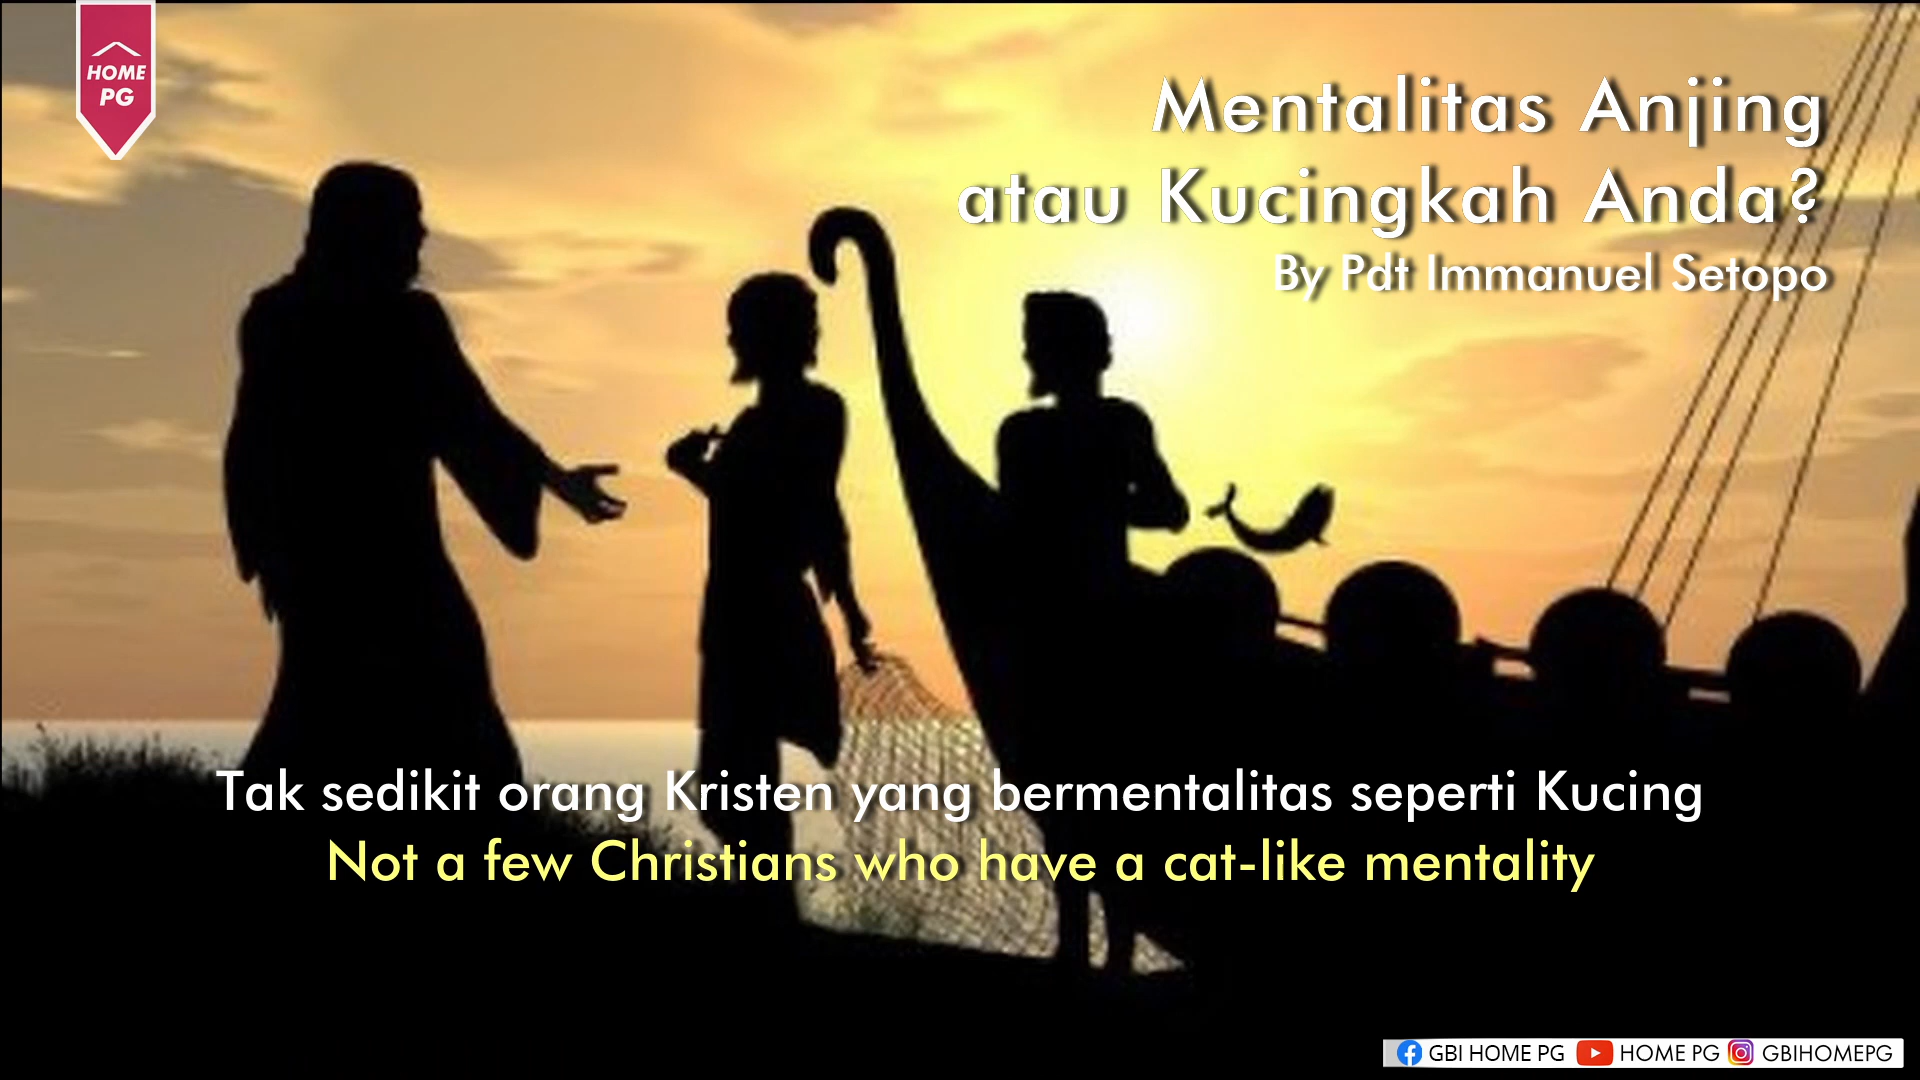 HOME
PG
Mentalitas Anjing
atau Kucingkah Anda?
By Pdt Immanuel Setopo
Tak sedikit orang Kristen yang bermentalitas seperti Kucing
Not a few Christians who have a cat-like mentality
GBI HOME PG HOME PG GBIHOMEPG